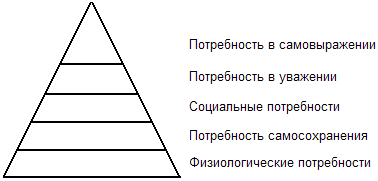 Потребность в самовыражении
Потребность в уважении
Социальные потребности
Потребность самосохранения
Физиологические потребности